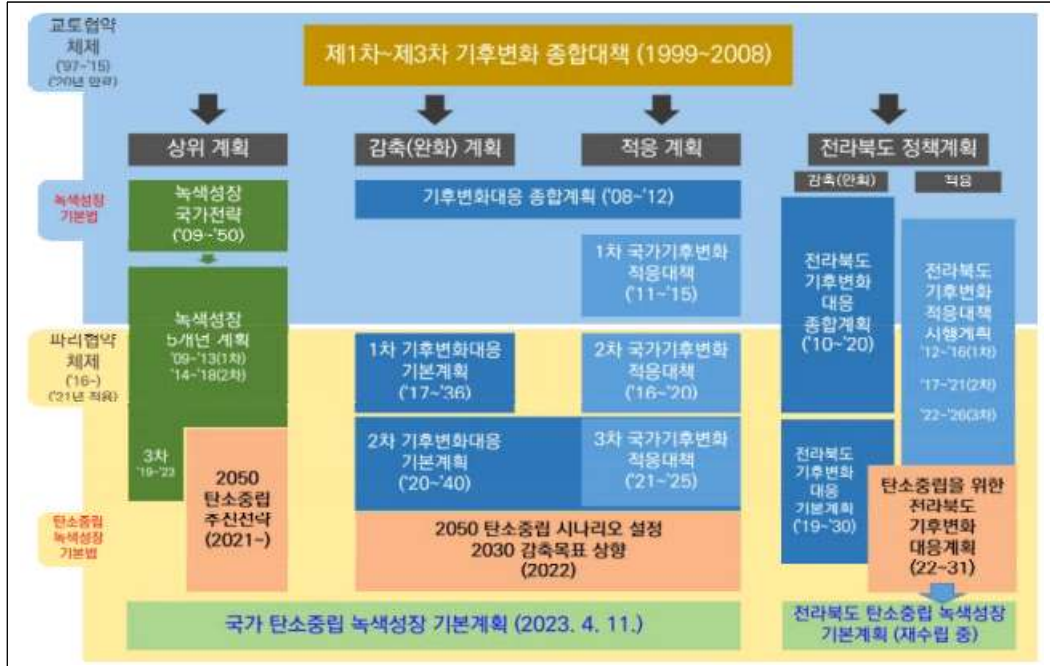 교토협약
체제
('97~'15)
('20년 만료)
제1차~제3차 기후변화 종합대책 (1999~2008)
상위 계획
감축(완화) 계획
적응 계획
전라북도 정책계획
감축(완화)
적응
녹색성장
기본법
녹색성장
국가전략
('09~'50)
기후변화대응 종합계획 ('08~'12)
1차 국가기후변화
적응대책
('11~'15)
전라북도
기후변화
대응
종합계획
('10~'20)
전라북도
기후변화
적응대책
시행계획
'12~'16(1차)
'17~'21(2차)
'22~'26(3차)
녹색성장
5개년 계획
'09~'13(1차)
'14~'18(2차)
파리협약
체제
('16~)
('21년 적용)
1차 기후변화대응
기본계획
('17~'36)
2차 국가기후변화
적응대책
('16~'20)
3차
'19~'23
2050
탄소중립
추진전략
(2021~)
2차 기후변화대응
기본계획
('20~'40)
3차 국가기후변화
적응대책
('21~'25)
전라북도
기후변화
대응
기본계획
('19~'30)
탄소중립을 위한
전라북도
기후변화
대응계획
(22~31)
탄소중립
녹색성장
기본법
2050 탄소중립 시나리오 설정
2030 감축목표 상향
(2022)
국가 탄소중립 녹색성장 기본계획 (2023. 4. 11.)
전라북도 탄소중립 녹색성장
기본계획 (재수립 중)